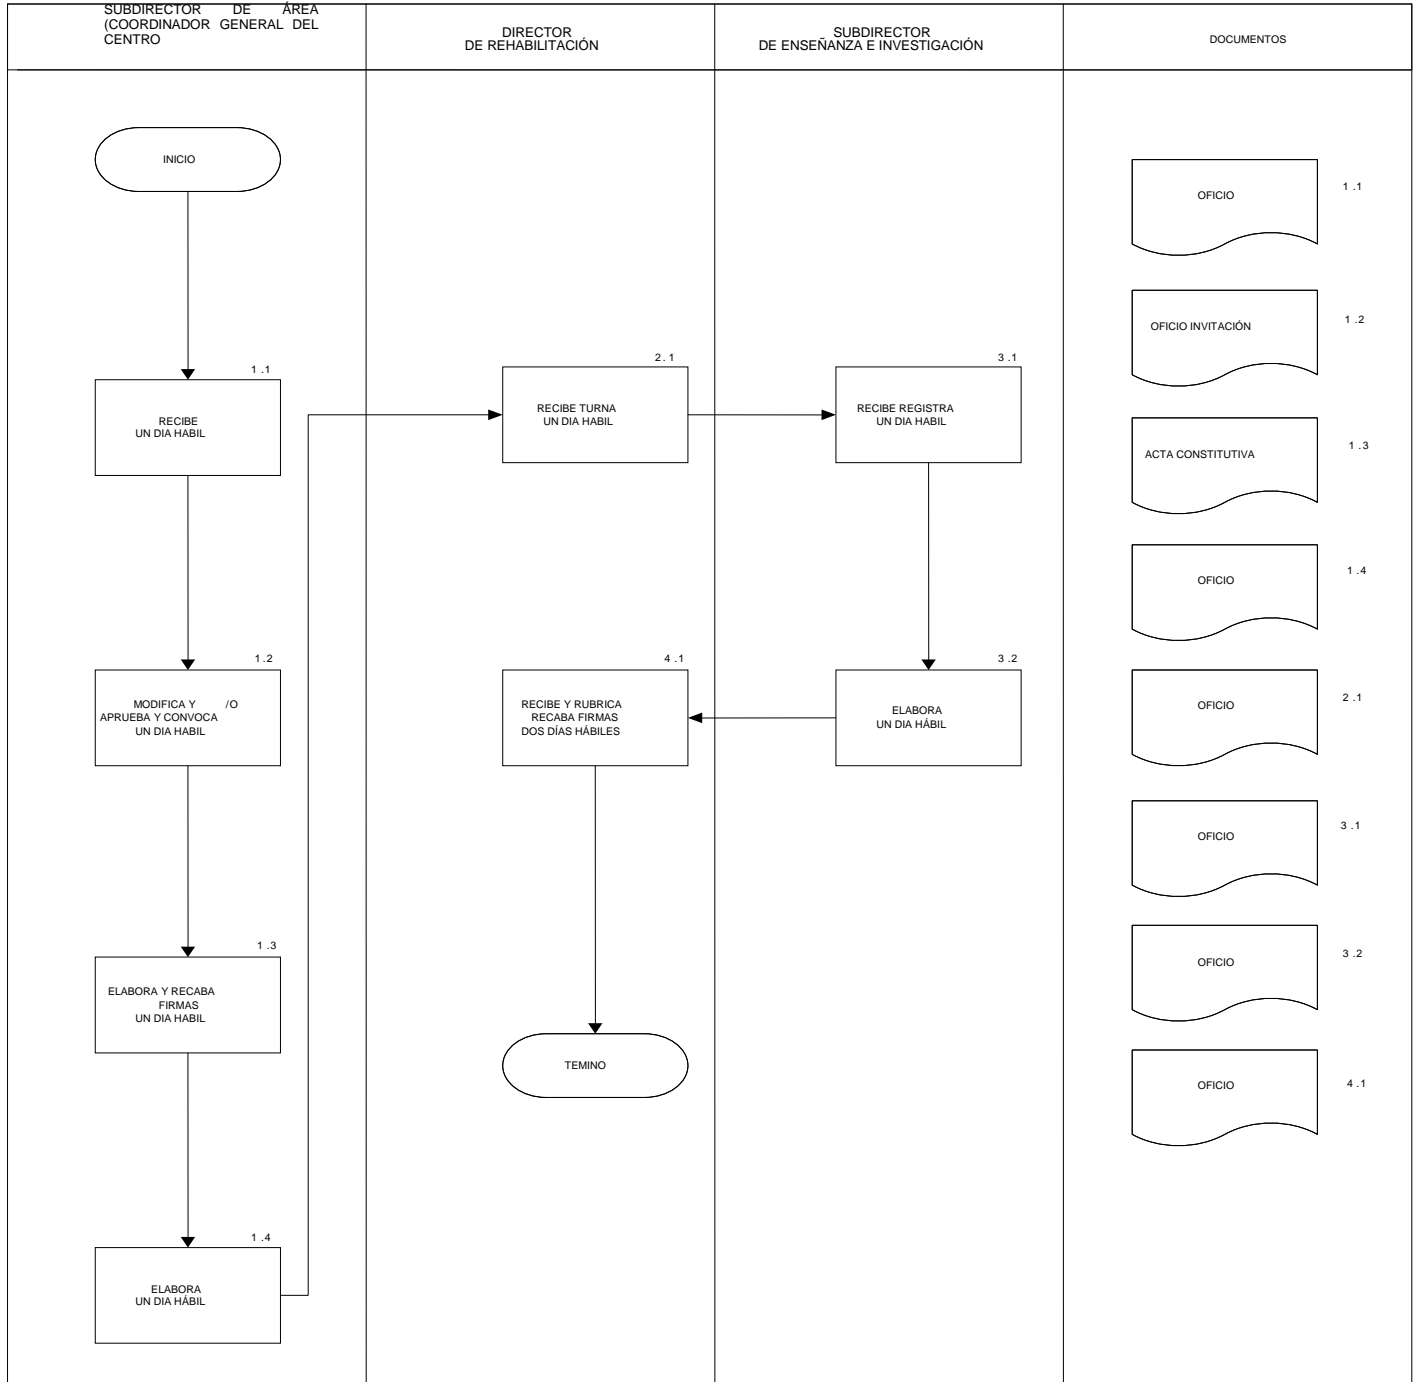 SUBDIRECTOR DE ÁREA
(COORDINADOR GENERAL DEL
CENTRO
DIRECTOR
DE REHABILITACIÓN
SUBDIRECTOR
DE ENSEÑANZA E INVESTIGACIÓN
DOCUMENTOS
INICIO
1 .1
RECIBE
UN DIA HABIL
1 .2
MODIFICA Y /O
APRUEBA Y CONVOCA
UN DIA HABIL
1 .3
ELABORA Y RECABA
FIRMAS
UN DIA HABIL
1 .4
ELABORA
UN DIA HÁBIL
2 . 1
RECIBE TURNA
UN DIA HABIL
4 .1
RECIBE Y RUBRICA
RECABA FIRMAS
DOS DÍAS HÁBILES
TEMINO
3 .1
RECIBE REGISTRA
UN DIA HABIL
3 .2
ELABORA
UN DIA HÁBIL
OFICIO 1 .1
OFICIO INVITACIÓN 1 .2
ACTA CONSTITUTIVA 1 .3
OFICIO 1 .4
OFICIO 2 .1
OFICIO 3 .1
OFICIO 3 .2
OFICIO 4 .1